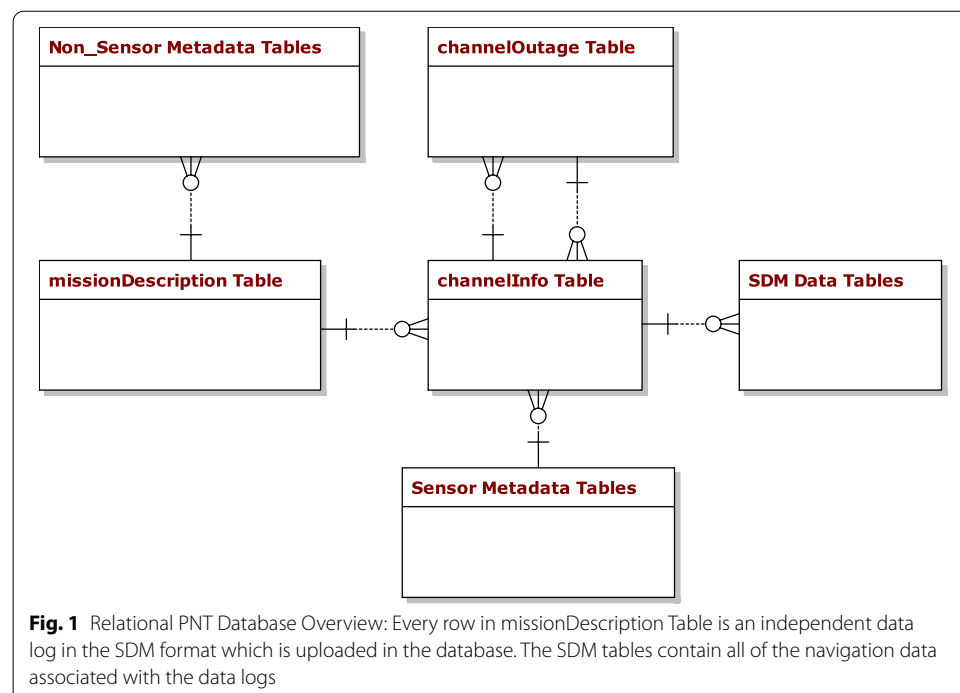 Non_Sensor Metadata Tables
channelOutage Table
missionDescription Table
channelInfo Table
SDM Data Tables
Sensor Metadata Tables
Fig. 1 Relational PNT Database Overview: Every row in missionDescription Table is an independent data
log in the SDM format which is uploaded in the database. The SDM tables contain all of the navigation data
associated with the data logs